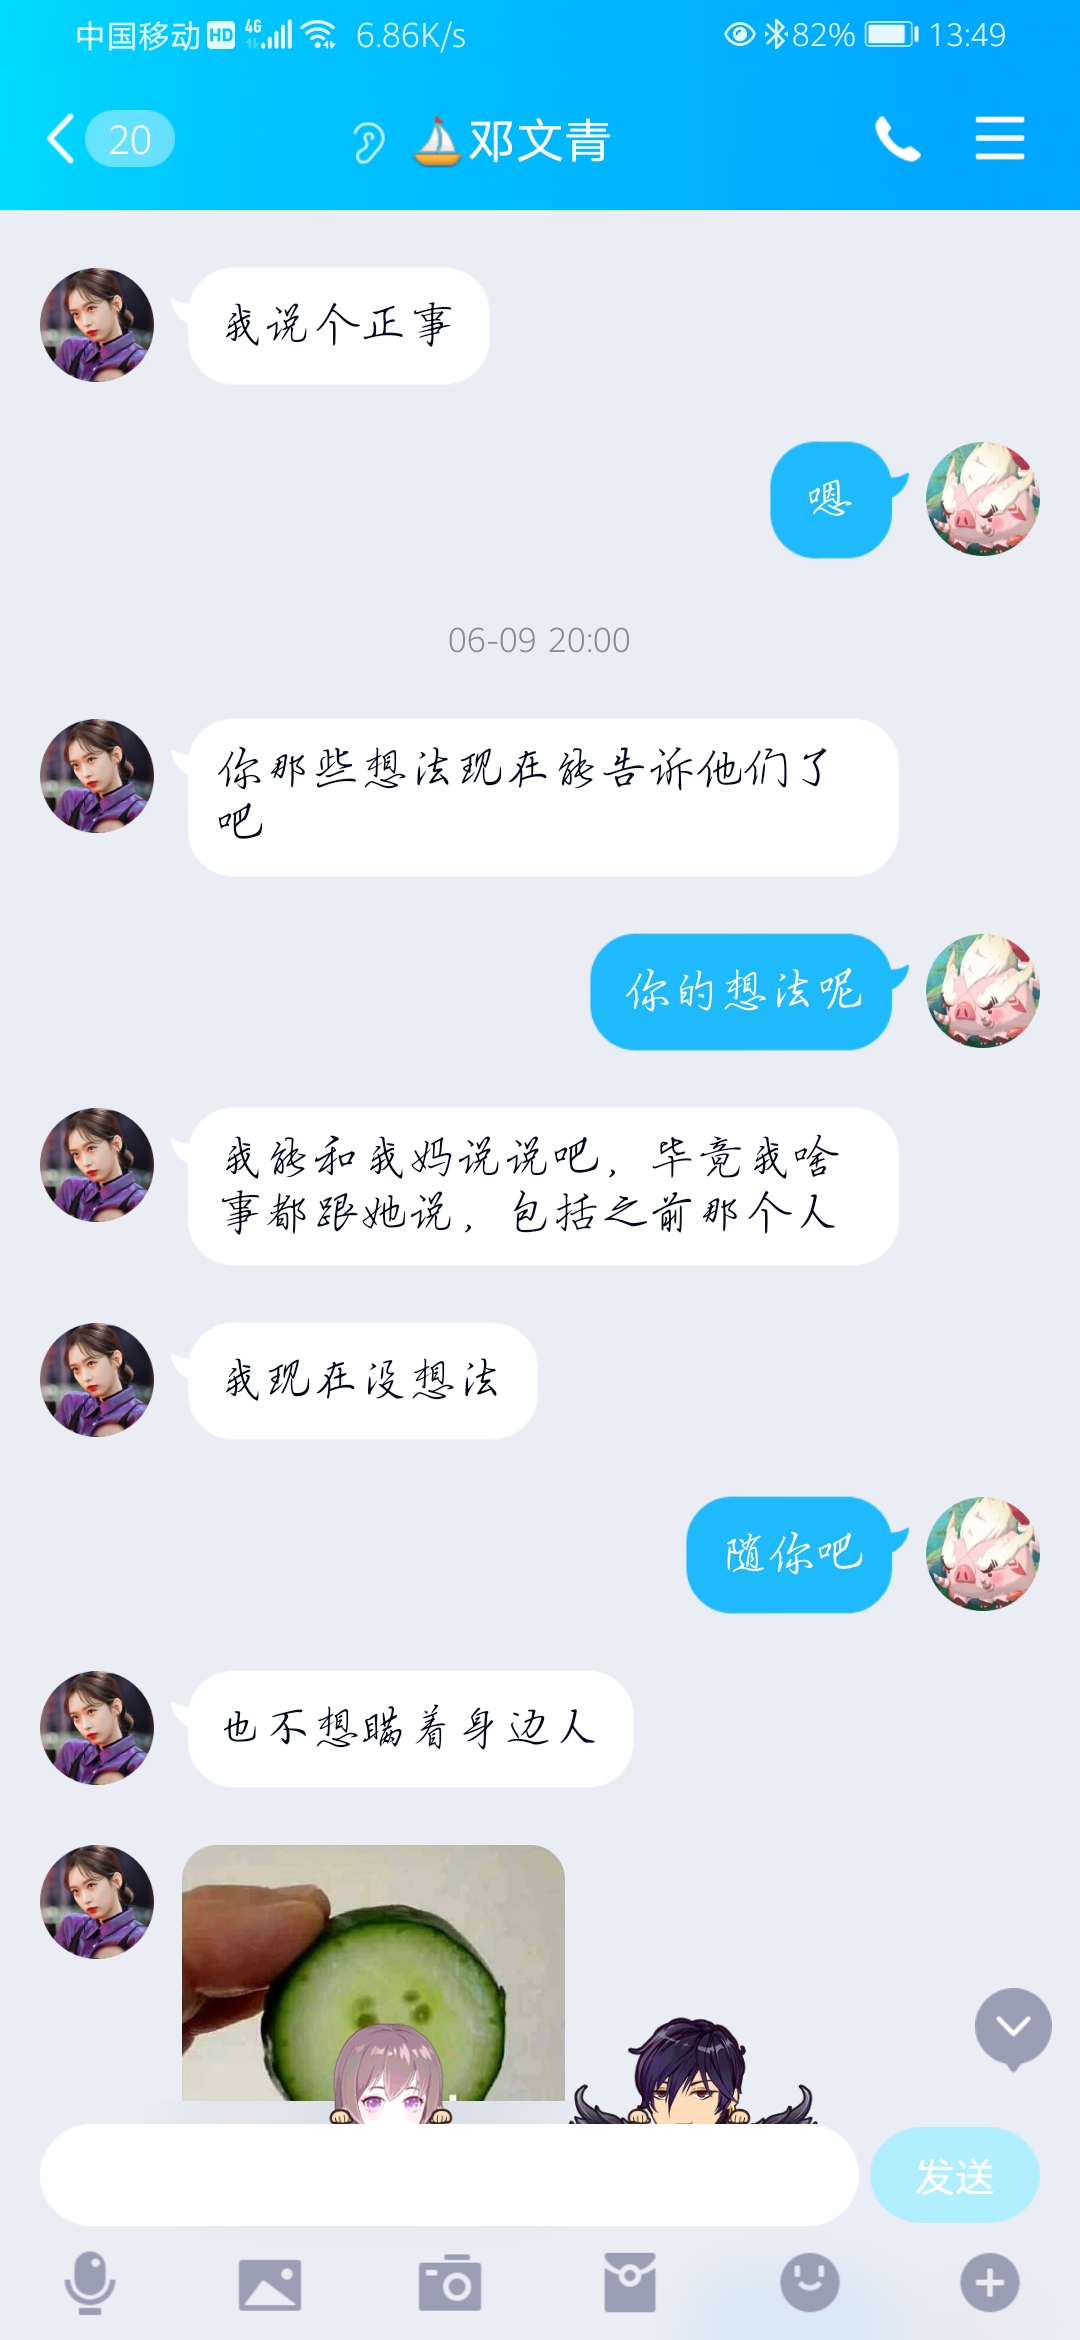 中国移动 HD 4G 6.86K/s 82% 13:49
20 邓文青
我说个正事
嗯
06-09 20:00
你那些想法现在能告诉他们了
吧
你的想法呢
我能和我妈说说吧，毕竟我啥
事都跟她说，包括之前那个人
我现在没想法
随你吧
也不想瞒着身边人
发送